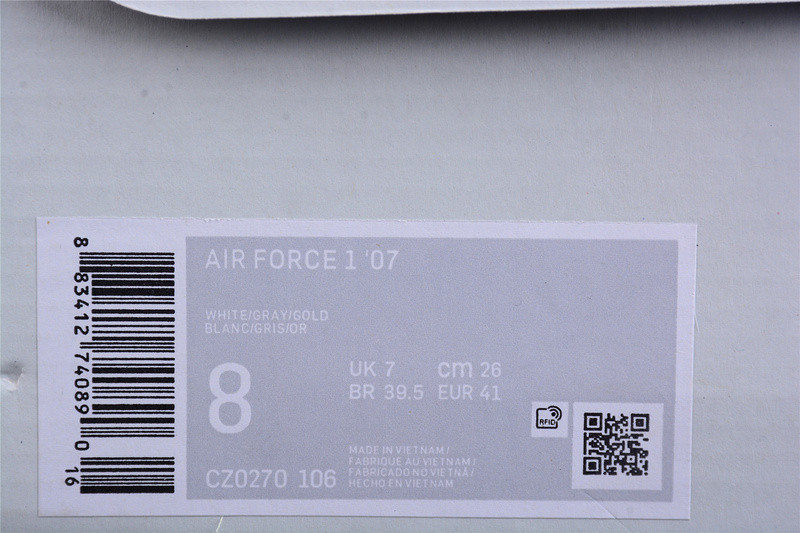 8 83412 74089 0 16
AIR FORCE 1 '07
WHITE/GRAY/GOLD
BLANC/GRIS/OR
8
UK 7 cm 26
BR 39.5 EUR 41
RFID
MADE IN VIETNAM/
FABRIQUE AU VIETNAM/
FABRICADO NO VIETNÃ/
HECHO EN VIETNAM
CZ0270 106